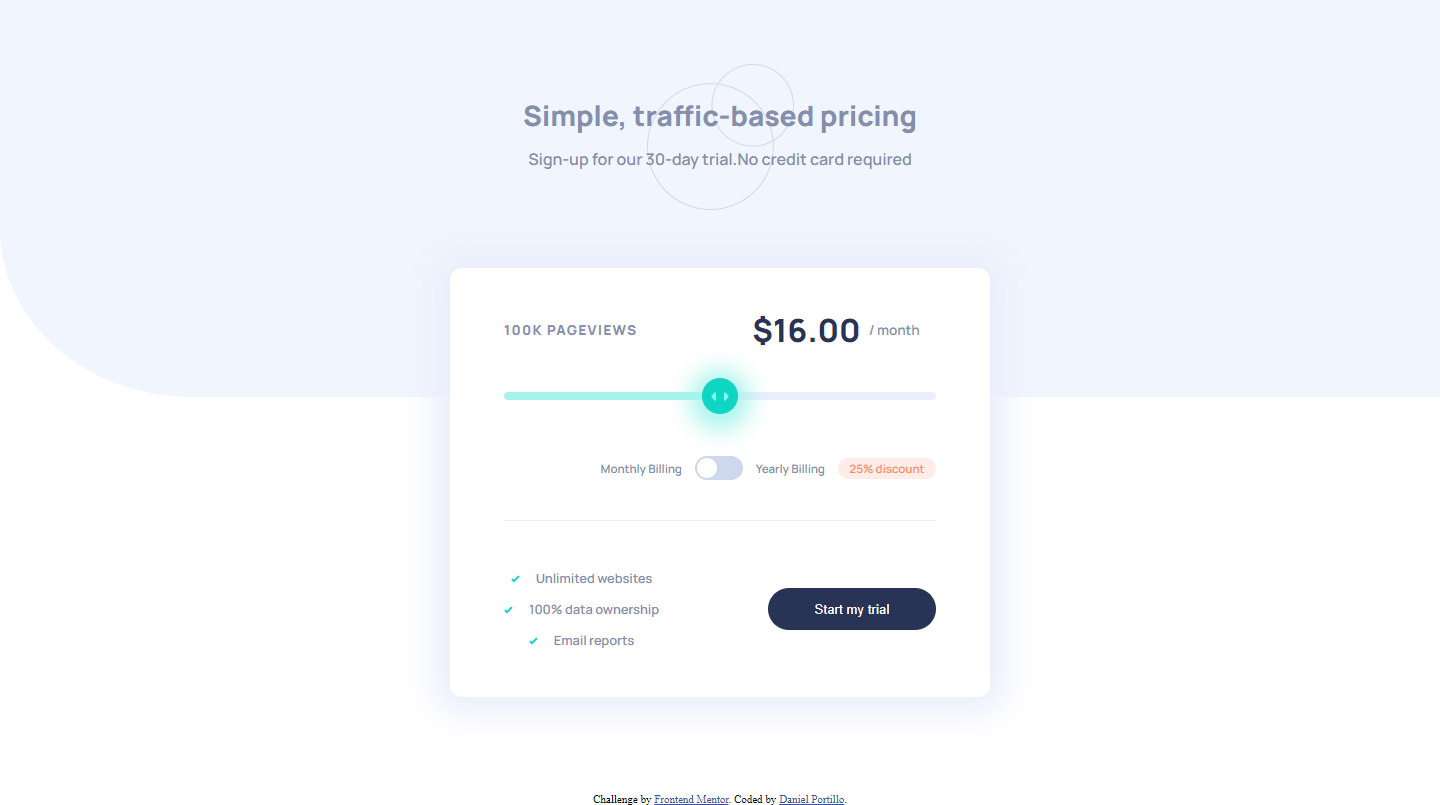 Simple, traffic-based pricing
Sign-up for our 30-day trial.No credit card required
100K PAGEVIEWS
$16.00 / month
Monthly Billing
Yearly Billing
25% discount
Unlimited websites
100% data ownership
Email reports
Start my trial
Challenge by Frontend Mentor. Coded by Daniel Portillo.